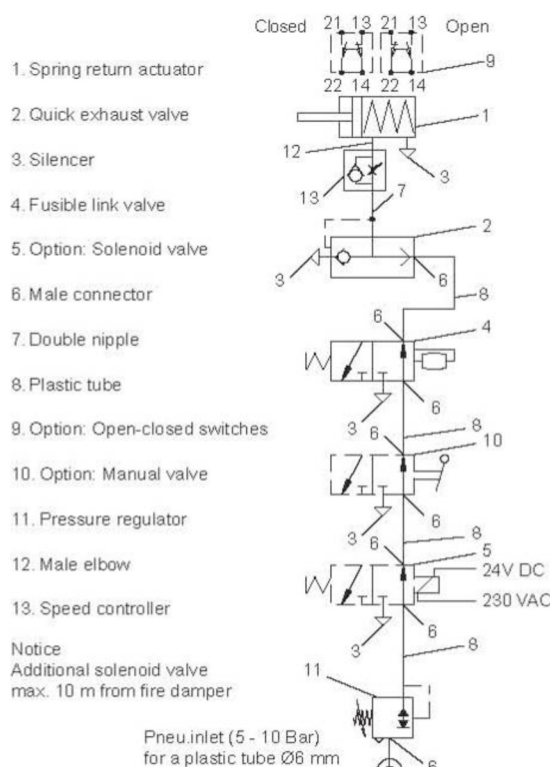 Closed
21 13 21 13
Open
22 14 22 14
9
1. Spring return actuator
2. Quick exhaust valve
3. Silencer
4. Fusible link valve
5. Option: Solenoid valve
6. Male connector
7. Double nipple
8. Plastic tube
9. Option: Open-closed switches
10. Option: Manual valve
11. Pressure regulator
12. Male elbow
13. Speed controller
Notice
Additional solenoid valve
max. 10 m from fire damper
1
12
3
13
7
2
3
6
8
6
4
3
6
8
6
10
3
6
8
6
5
24V DC
230 VAC
3
6
8
11
Pneu.inlet (5 - 10 Bar)
for a plastic tube Ø6 mm
6